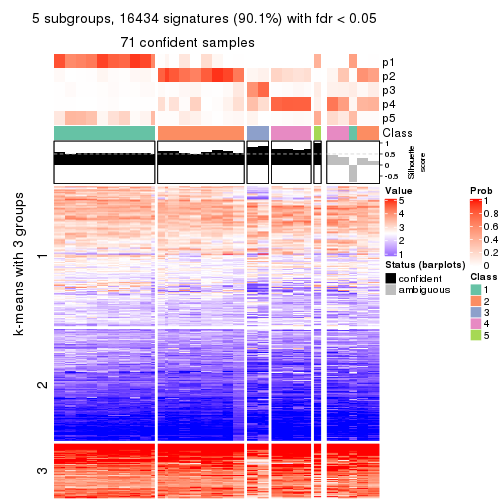 5 subgroups, 16434 signatures (90.1%) with fdr < 0.05
71 confident samples
p1
p2
p3
p4
p5
Class
1
0.5
0
-0.5
Silhouette
score
k-means with 3 groups
1
2
3
Value
5
4
3
2
1
Status (barplots)
confident
ambiguous
Prob
1
0.8
0.6
0.4
0.2
0
Class
1
2
3
4
5